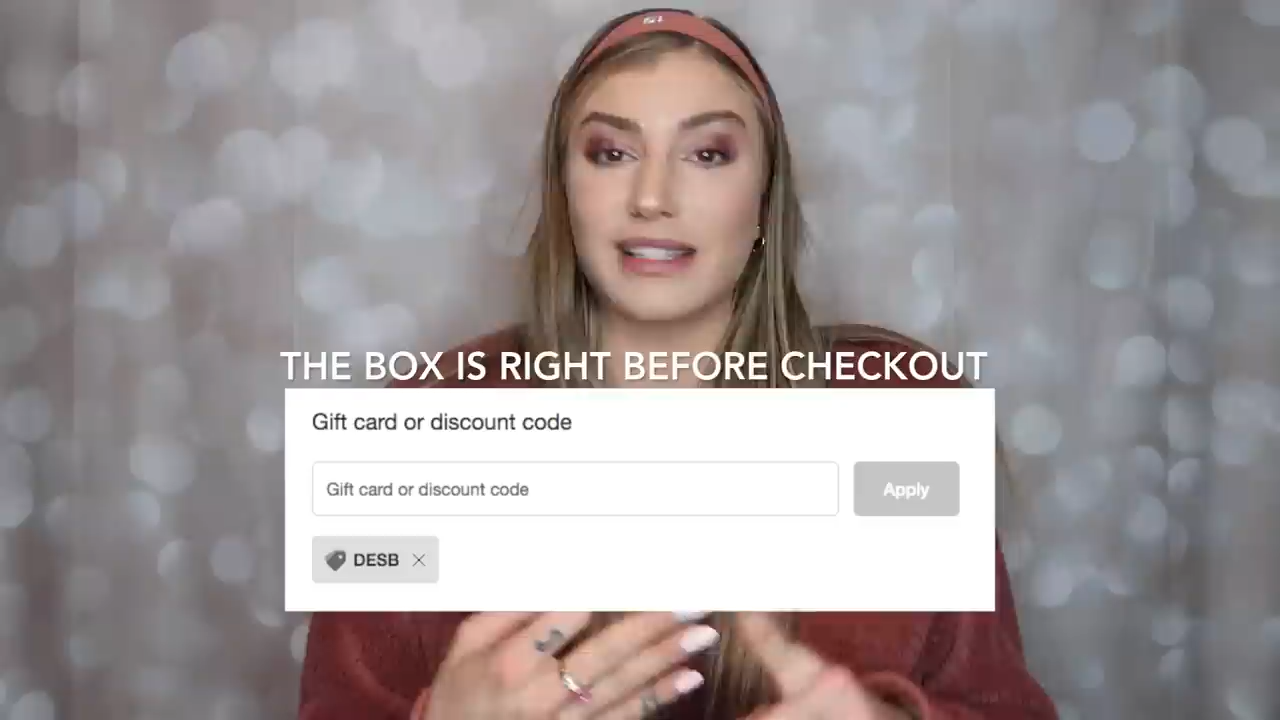 THE BOX IS RIGHT BEFORE CHECKOUT
Gift card or discount code
Gift card or discount code
Apply
DESB